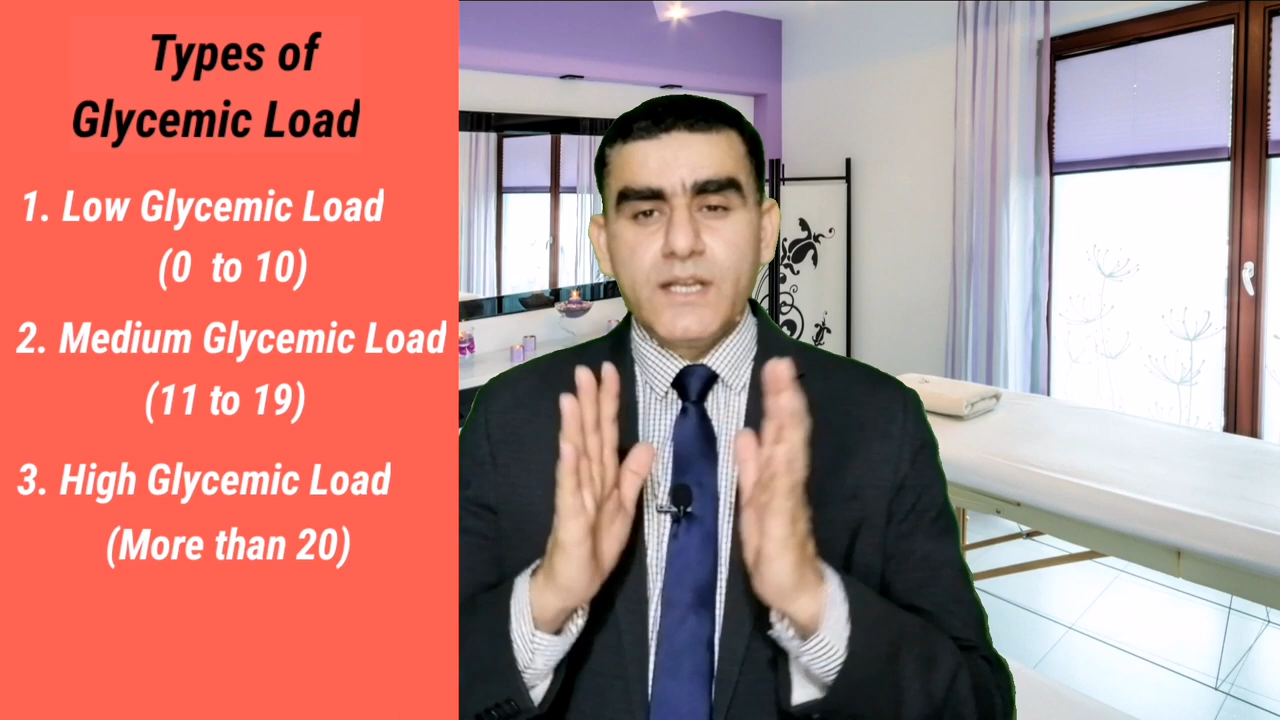 Types of
Glycemic Load
1. Low Glycemic Load
(0 to 10)
2. Medium Glycemic Load
(11 to 19)
3. High Glycemic Load
(More than 20)